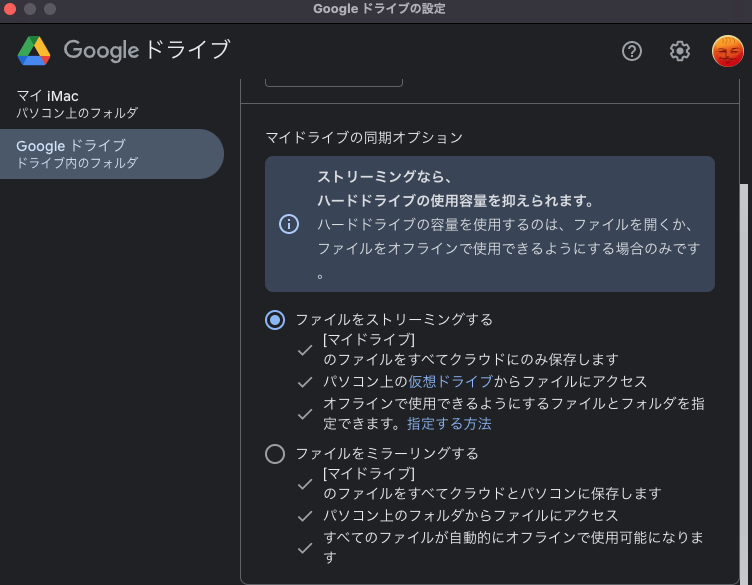 Google ドライブの設定
Google ドライブ
マイ iMac
パソコン上のフォルダ
Google ドライブ
ドライブ内のフォルダ
マイドライブの同期オプション
ストリーミングなら、
ハードドライブの使用容量を抑えられます。
ハードドライブの容量を使用するのは、ファイルを開くか、
ファイルをオフラインで使用できるようにする場合のみです
。
ファイルをストリーミングする
[マイドライブ]
のファイルをすべてクラウドにのみ保存します
パソコン上の仮想ドライブからファイルにアクセス
オフラインで使用できるようにするファイルとフォルダを指
定できます。指定する方法
ファイルをミラーリングする
[マイドライブ]
のファイルをすべてクラウドとパソコンに保存します
パソコン上のフォルダからファイルにアクセス
すべてのファイルが自動的にオフラインで使用可能になりま
す